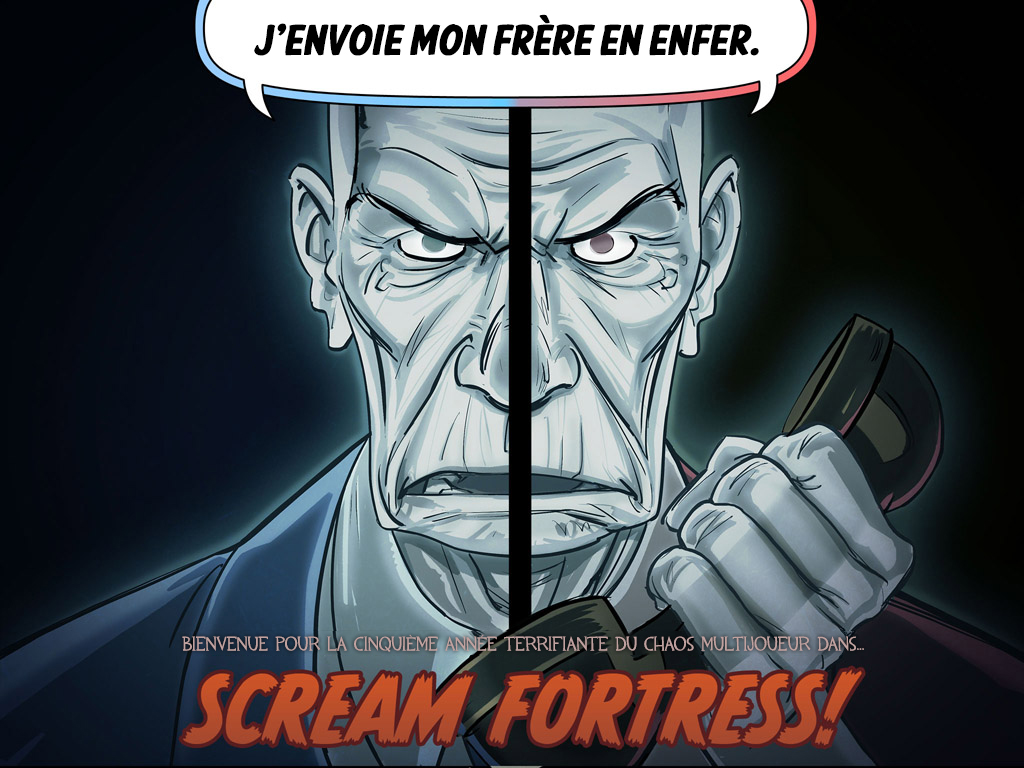 J'ENVOIE MON FRÈRE EN ENFER.
BIENVENUE POUR LA CINQUIÈME ANNÉE TERRIFIANTE DU CHAOS MULTIJOUEUR DANS...
SCREAM FORTRESS!